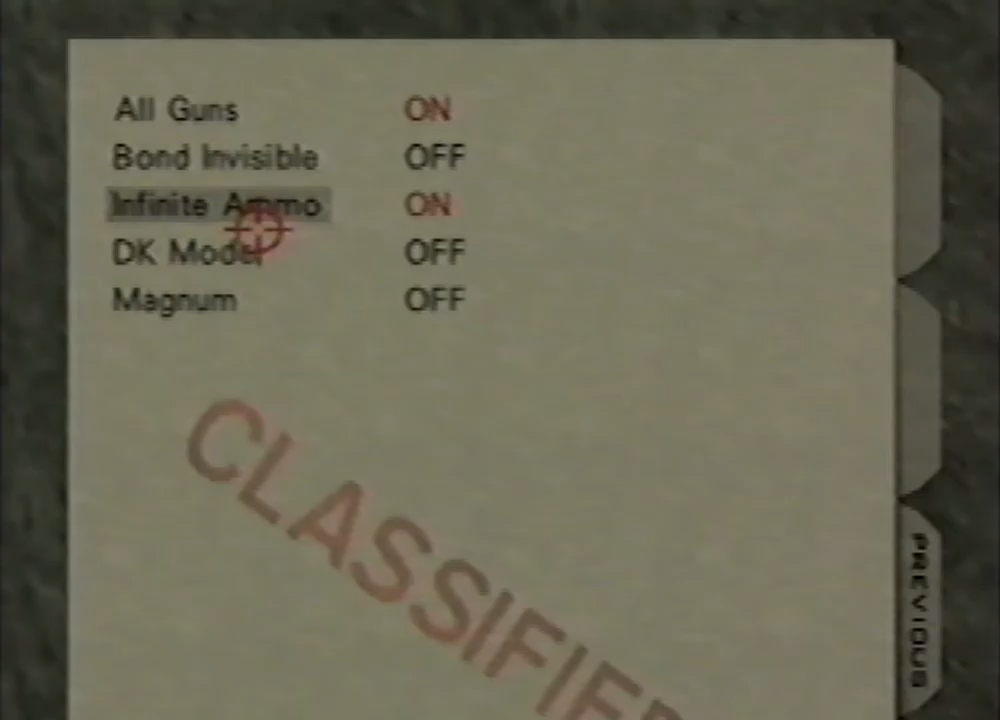 All Guns ON
Bond Invisible OFF
Infinite Ammo ON
DK Model OFF
Magnum OFF
CLASSIFIED
PREVIOUS